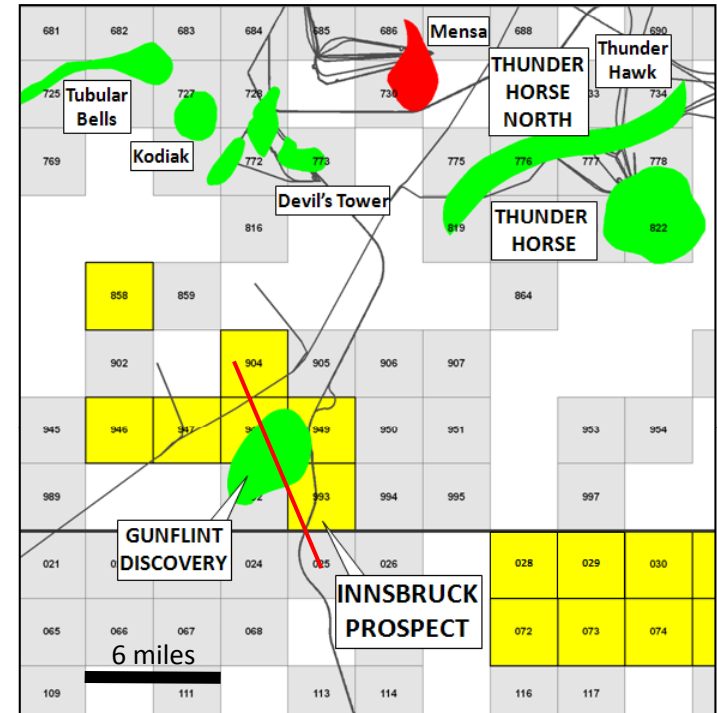 681 682 683 684 685 686 688 690
Mensa
Thunder
Hawk
THUNDER
HORSE
NORTH
725 727 728 730 734
Tubular
Bells
Kodiak
769 772 773 775 776 777 778
Devil's Tower
THUNDER
HORSE
816 819 822
858 859 864
902 904 905 906 907
945 946 947 949 950 951 953 954
989 993 994 995 997
GUNFLINT
DISCOVERY
021 024 025 026 028 029 030
INNSBRUCK
PROSPECT
065 066 067 068 072 073 074
6 miles
109 111 113 114 116 117